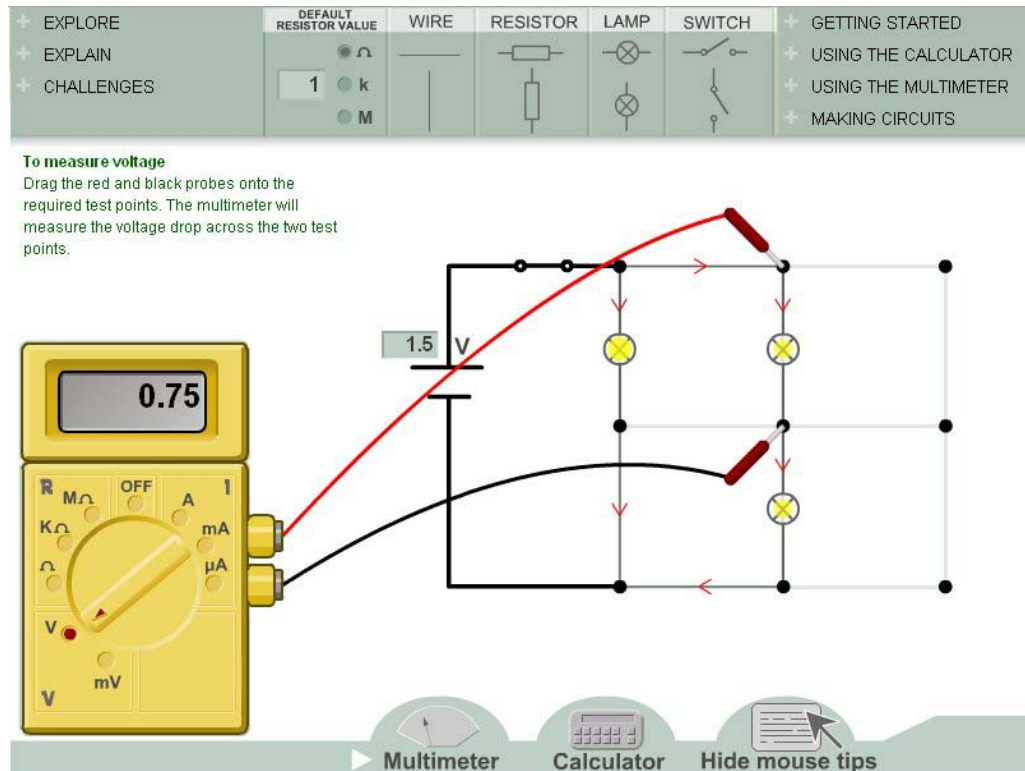 EXPLORE
EXPLAIN
CHALLENGES
DEFAULT
RESISTOR VALUE
Ω
1 k
M
WIRE
RESISTOR
LAMP
SWITCH
GETTING STARTED
USING THE CALCULATOR
USING THE MULTIMETER
MAKING CIRCUITS
To measure voltage
Drag the red and black probes onto the
required test points. The multimeter will
measure the voltage drop across the two test
points.
1.5 V
0.75
R
I
OFF
MΩ
A
KΩ
mA
Ω
µA
V
mV
V
Multimeter
Calculator
Hide mouse tips